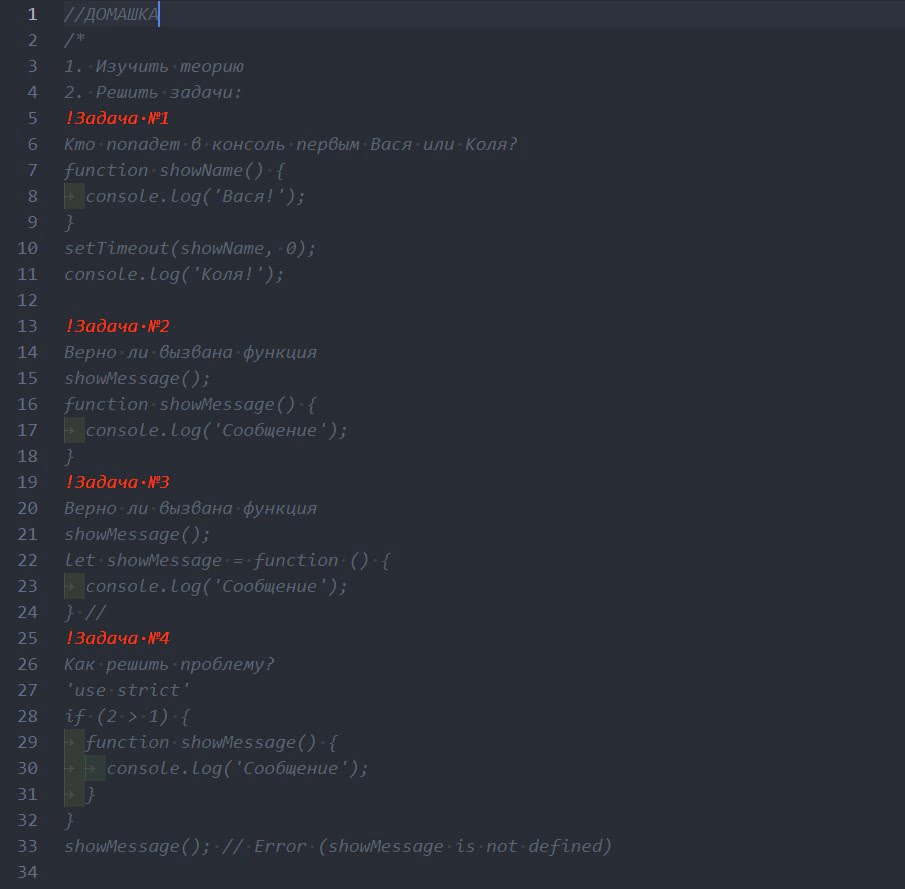 1 //ДОМАШКА
2 /*
3 1. Изучить теорию
4 2. Решить задачи:
5 !Задача №1
6 Кто попадет в консоль первым Вася или Коля?
7 function showName() {
8 console.log('Вася!');
9 }
10 setTimeout(showName, 0);
11 console.log('Коля!');
12
13 !Задача №2
14 Верно ли вызвана функция
15 showMessage();
16 function showMessage() {
17 console.log('Сообщение');
18 }
19 !Задача №3
20 Верно ли вызвана функция
21 showMessage();
22 let showMessage = function () {
23 console.log('Сообщение');
24 } //
25 !Задача №4
26 Как решить проблему?
27 'use strict'
28 if (2 > 1) {
29 function showMessage() {
30 console.log('Сообщение');
31 }
32 }
33 showMessage(); // Error (showMessage is not defined)
34